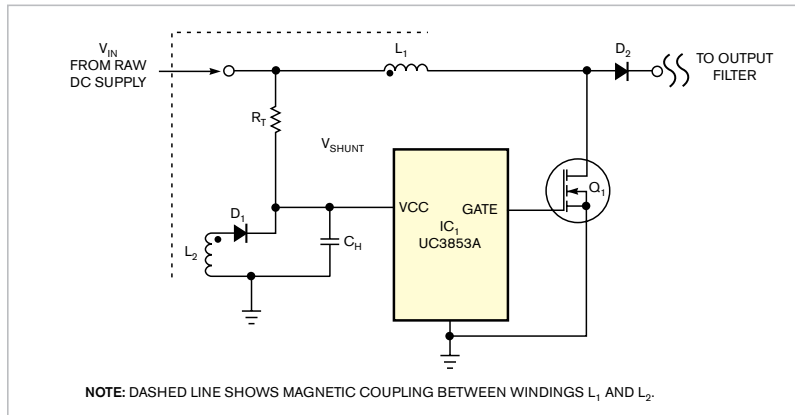 V_IN
FROM RAW
DC SUPPLY
L_1
D_2
TO OUTPUT
FILTER
R_T
V_SHUNT
D_1
L_2
C_H
VCC
GATE
IC_1
UC3853A
Q_1
NOTE: DASHED LINE SHOWS MAGNETIC COUPLING BETWEEN WINDINGS L_1 AND L_2.